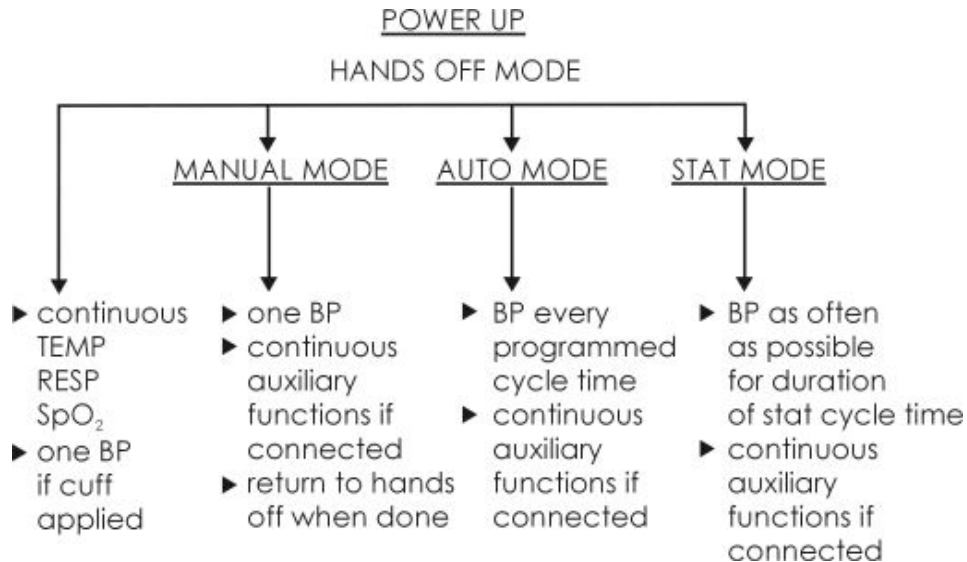 POWER UP
HANDS OFF MODE
MANUAL MODE
AUTO MODE
STAT MODE
▶ continuous
TEMP
RESP
SpO₂
▶ one BP
if cuff
applied
▶ one BP
▶ continuous
auxiliary
functions if
connected
▶ return to hands
off when done
▶ BP every
programmed
cycle time
▶ continuous
auxiliary
functions if
connected
▶ BP as often
as possible
for duration
of stat cycle time
▶ continuous
auxiliary
functions if
connected